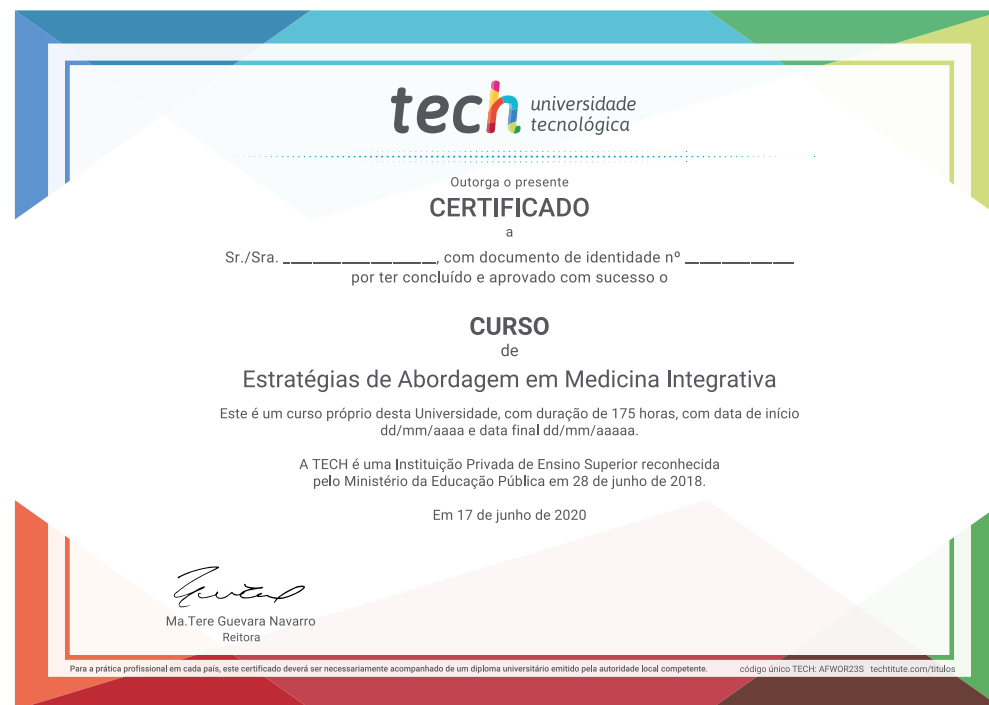 tech universidade
tecnológica
Outorga o presente
CERTIFICADO
a
Sr./Sra. ____________________, com documento de identidade nº ______________
por ter concluído e aprovado com sucesso o
CURSO
de
Estratégias de Abordagem em Medicina Integrativa
Este é um curso próprio desta Universidade, com duração de 175 horas, com data de início
dd/mm/aaaa e data final dd/mm/aaaaa.
A TECH é uma Instituição Privada de Ensino Superior reconhecida
pelo Ministério da Educação Pública em 28 de junho de 2018.
Em 17 de junho de 2020
Ma.Tere Guevara Navarro
Reitora
Para a prática profissional em cada país, este certificado deverá ser necessariamente acompanhado de um diploma universitário emitido pela autoridade local competente. código único TECH: AFWOR23S techtitute.com/titulos